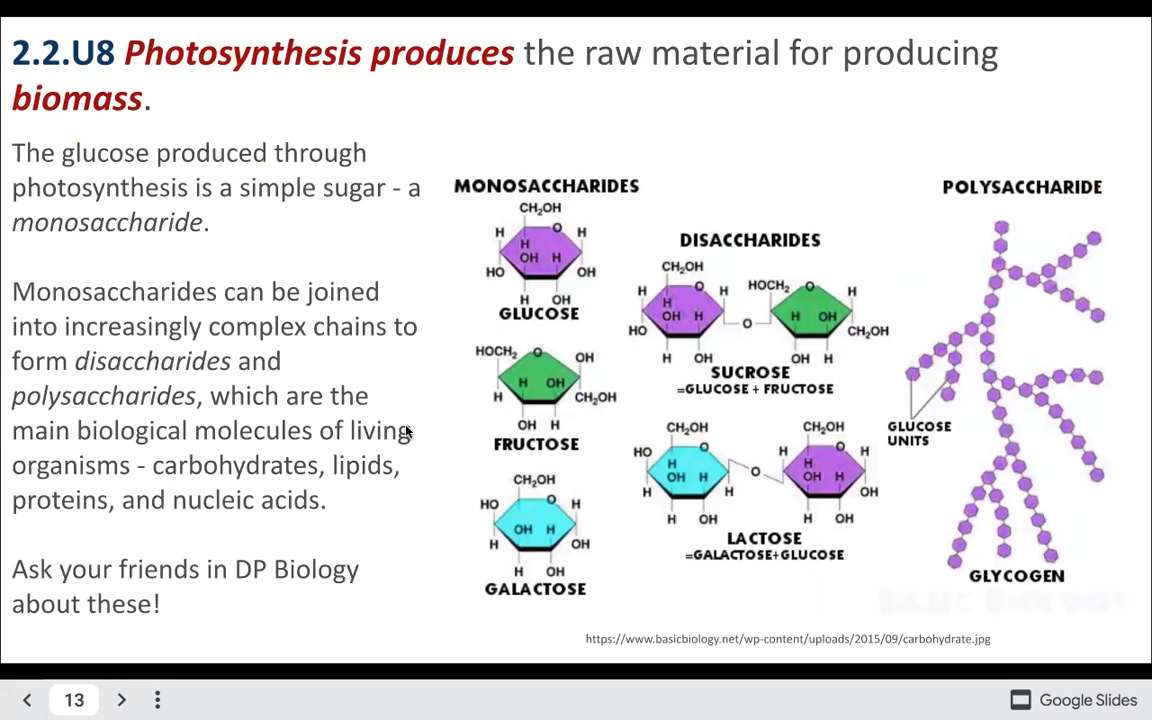 2.2.U8 Photosynthesis produces the raw material for producing
biomass.
The glucose produced through
photosynthesis is a simple sugar - a
monosaccharide.
Monosaccharides can be joined
into increasingly complex chains to
form disaccharides and
polysaccharides, which are the
main biological molecules of living
organisms - carbohydrates, lipids,
proteins, and nucleic acids.
Ask your friends in DP Biology
about these!
MONOSACCHARIDES
CH₂OH
H O H
H
OH H
HO OH
H OH
GLUCOSE
HOCH₂ O OH
H OH
H CH₂OH
OH H
FRUCTOSE
CH₂OH
HO O
OH H
H OH
H OH
GALACTOSE
DISACCHARIDES
CH₂OH
H O H HOCH₂ O H
H
OH H H OH
HO O CH₂OH
H OH OH H
SUCROSE
=GLUCOSE + FRUCTOSE
CH₂OH CH₂OH
HO O H O H
H H
OH H O OH H
H H OH
H OH H OH
LACTOSE
=GALACTOSE+GLUCOSE
POLYSACCHARIDE
GLUCOSE
UNITS
GLYCOGEN
https://www.basicbiology.net/wp-content/uploads/2015/09/carbohydrate.jpg
13
Google Slides